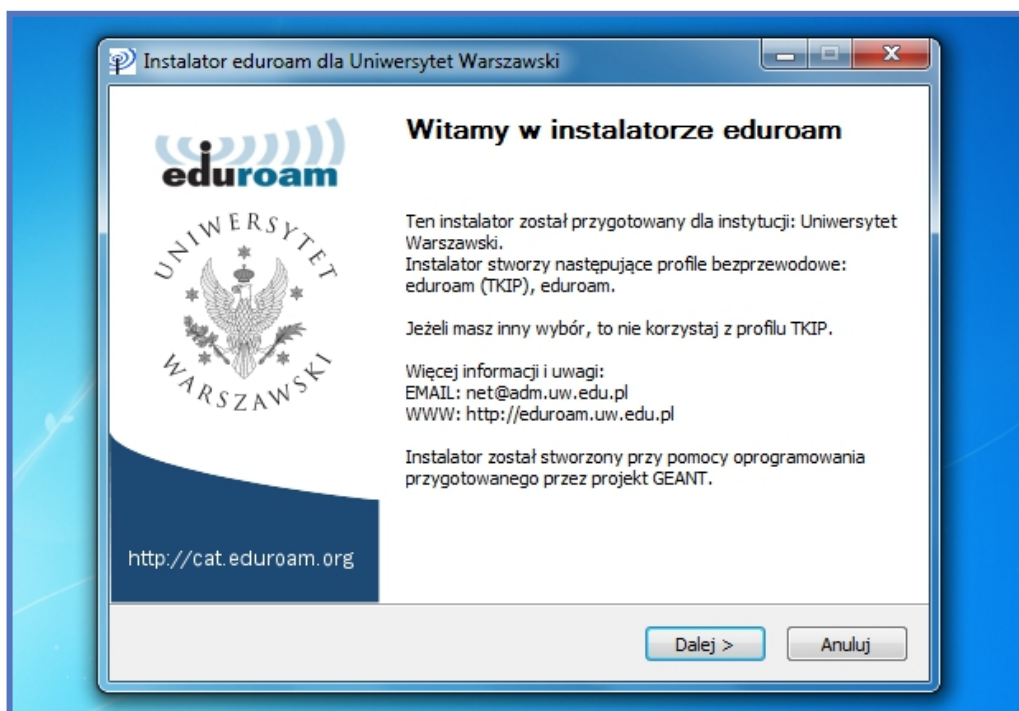 Instalator eduroam dla Uniwersytet Warszawski
eduroam
UNIWERSYTET
WARSZAWSKI
http://cat.eduroam.org
Witamy w instalatorze eduroam
Ten instalator został przygotowany dla instytucji: Uniwersytet
Warszawski.
Instalator stworzy następujące profile bezprzewodowe:
eduroam (TKIP), eduroam.
Jeżeli masz inny wybór, to nie korzystaj z profilu TKIP.
Więcej informacji i uwagi:
EMAIL: net@adm.uw.edu.pl
WWW: http://eduroam.uw.edu.pl
Instalator został stworzony przy pomocy oprogramowania
przygotowanego przez projekt GEANT.
Dalej >
Anuluj